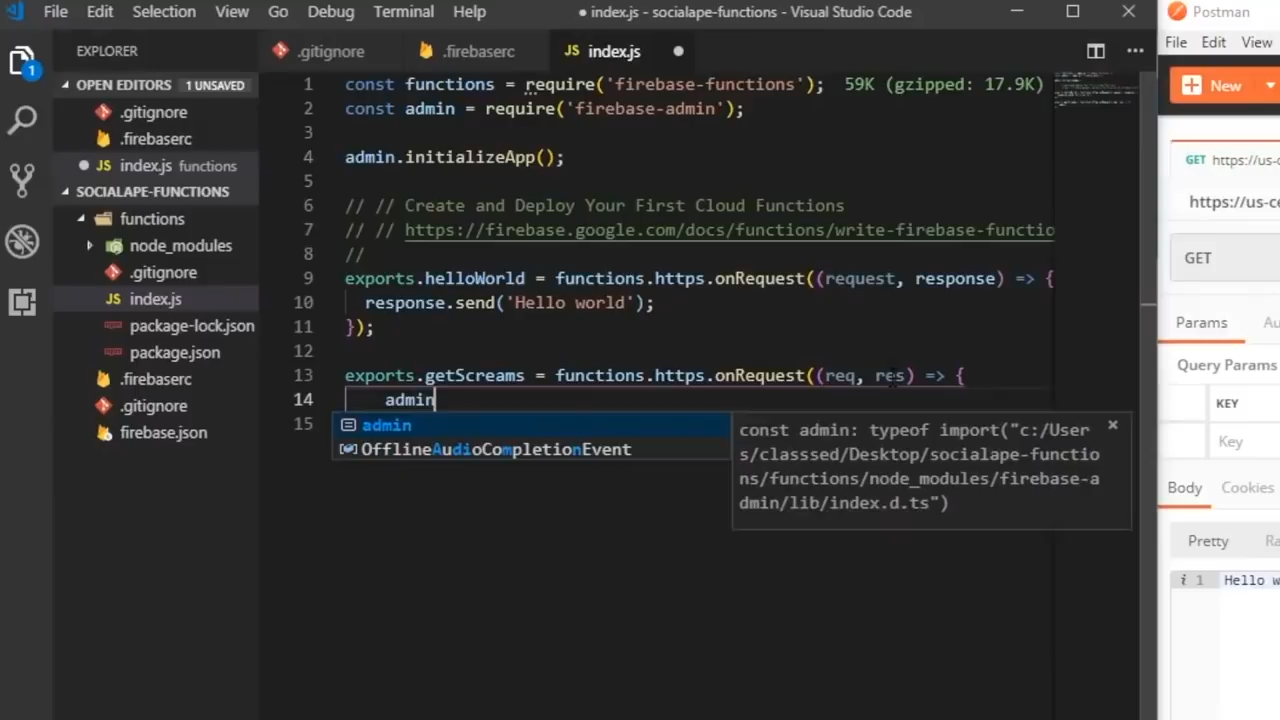 File Edit Selection View Go Debug Terminal Help
● index.js - socialape-functions - Visual Studio Code
Postman
EXPLORER
.gitignore
.firebaserc
JS index.js
File Edit View
OPEN EDITORS 1 UNSAVED
.gitignore
.firebaserc
JS index.js functions
SOCIALAPE-FUNCTIONS
functions
node_modules
.gitignore
JS index.js
package-lock.json
package.json
.firebaserc
.gitignore
firebase.json
1
1 const functions = require('firebase-functions'); 59K (gzipped: 17.9K)
2 const admin = require('firebase-admin');
3
4 admin.initializeApp();
5
6 // // Create and Deploy Your First Cloud Functions
7 // // https://firebase.google.com/docs/functions/write-firebase-functio
8 //
9 exports.helloWorld = functions.https.onRequest((request, response) => {
10 response.send('Hello world');
11 });
12
13 exports.getScreams = functions.https.onRequest((req, res) => {
14 admin
15
admin
OfflineAudioCompletionEvent
const admin: typeof import("c:/User
s/classsed/Desktop/socialape-functio
ns/functions/node_modules/firebase-a
dmin/lib/index.d.ts")
New
GET https://us-c
https://us-ce
GET
Params
Query Params
KEY
Key
Body Cookies
Pretty
i 1 Hello w